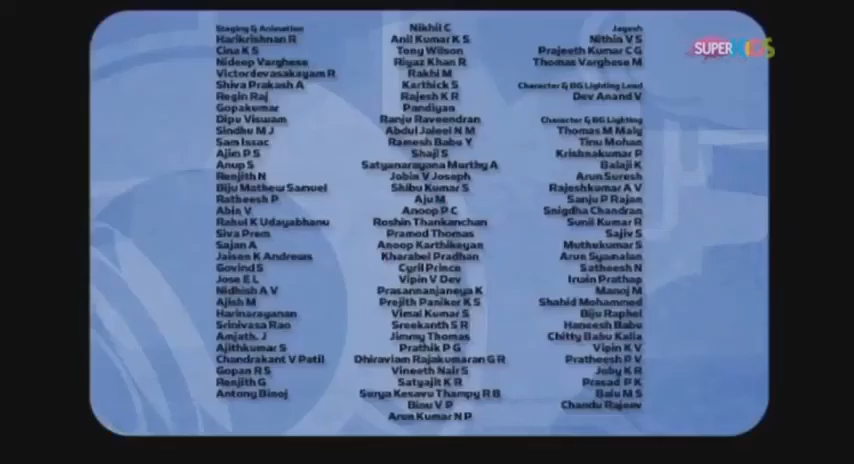 Staging & Animation
Harikrishnan R
Cina K S
Nideep Varghese
Victordevasakayam R
Shiva Prakash A
Regin Raj
Gopakumar
Dipu Viswam
Sindhu M J
Sam Issac
Ajim P S
Anup S
Renjith N
Biju Mathew Samuel
Ratheesh P
Abin V
Rahul K Udayabhanu
Siva Prem
Sajan A
Jaison K Andrews
Govind S
Jose E L
Nidhish A V
Ajish M
Harinarayanan
Srinivasa Rao
Amjath. J
Ajithkumar S
Chandrakant V Patil
Gopan R S
Renjith G
Antony Binoj
Nikhil C
Anil Kumar K S
Tony Wilson
Riyaz Khan R
Rakhi M
Karthick S
Rajesh K R
Pandiyan
Ranju Raveendran
Abdul Jaleel N M
Ramesh Babu Y
Shaji S
Satyanarayana Murthy A
Jobin V Joseph
Shibu Kumar S
Aju M
Anoop P C
Roshin Thankanchan
Pramod Thomas
Anoop Karthikeyan
Kharabel Pradhan
Cyril Prince
Vipin V Dev
Prasannanjaneya K
Prejith Paniker K S
Vimal Kumar S
Sreekanth S R
Jimmy Thomas
Prathik P G
Dhiraviam Rajakumaran G R
Vineeth Nair S
Satyajit K R
Surya Kesavu Thampy R B
Binu V P
Arun Kumar N P
Jayesh
Nithin V S
Prajeeth Kumar C G
Thomas Varghese M
Character & BG Lighting Lead
Dev Anand V
Character & BG Lighting
Thomas M Maly
Tinu Mohan
Krishnakumar P
Balaji K
Arun Suresh
Rajeshkumar A V
Sanju P Rajan
Snigdha Chandran
Sunil Kumar R
Sajiv S
Muthukumar S
Arun Syamalan
Satheesh N
Irwin Prathap
Manoj M
Shahid Mohammed
Biju Raphel
Haneesh Babu
Chitty Babu Kalla
Vipin K V
Pratheesh P V
Joby K R
Prasad P K
Balu M S
Chandu Rajeev
SUPER KIDS